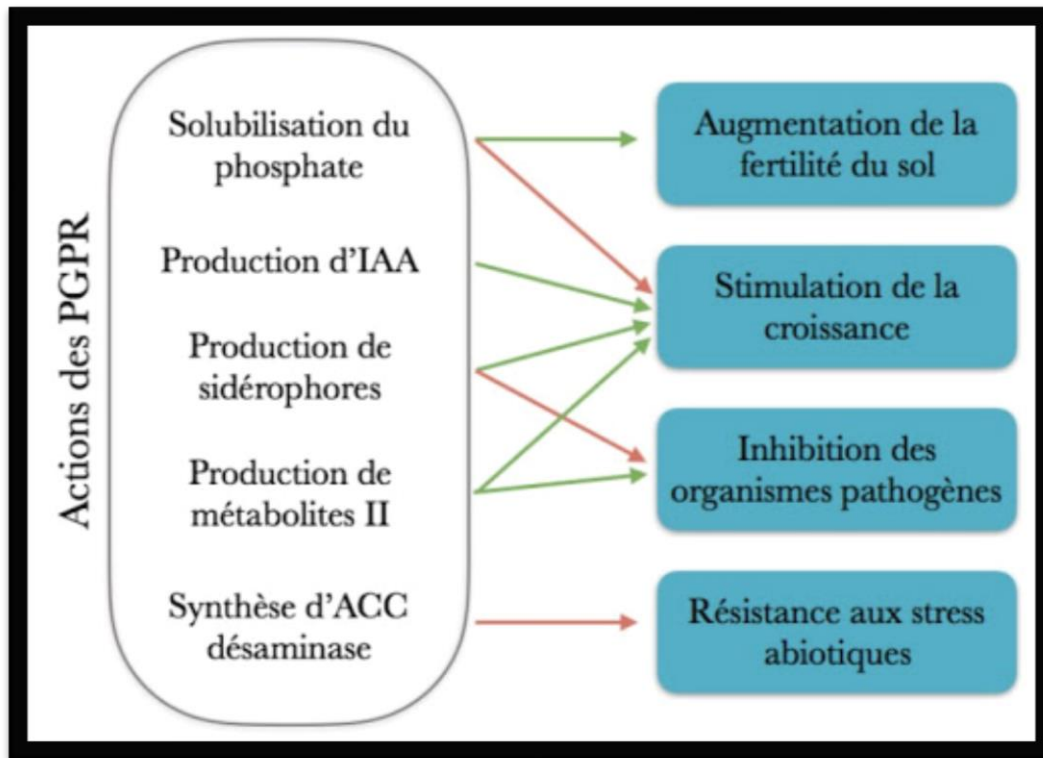 Actions des PGPR
Solubilisation du
phosphate
Production d'IAA
Production de
sidérophores
Production de
métabolites II
Synthèse d'ACC
désaminase
Augmentation de la
fertilité du sol
Stimulation de la
croissance
Inhibition des
organismes pathogènes
Résistance aux stress
abiotiques